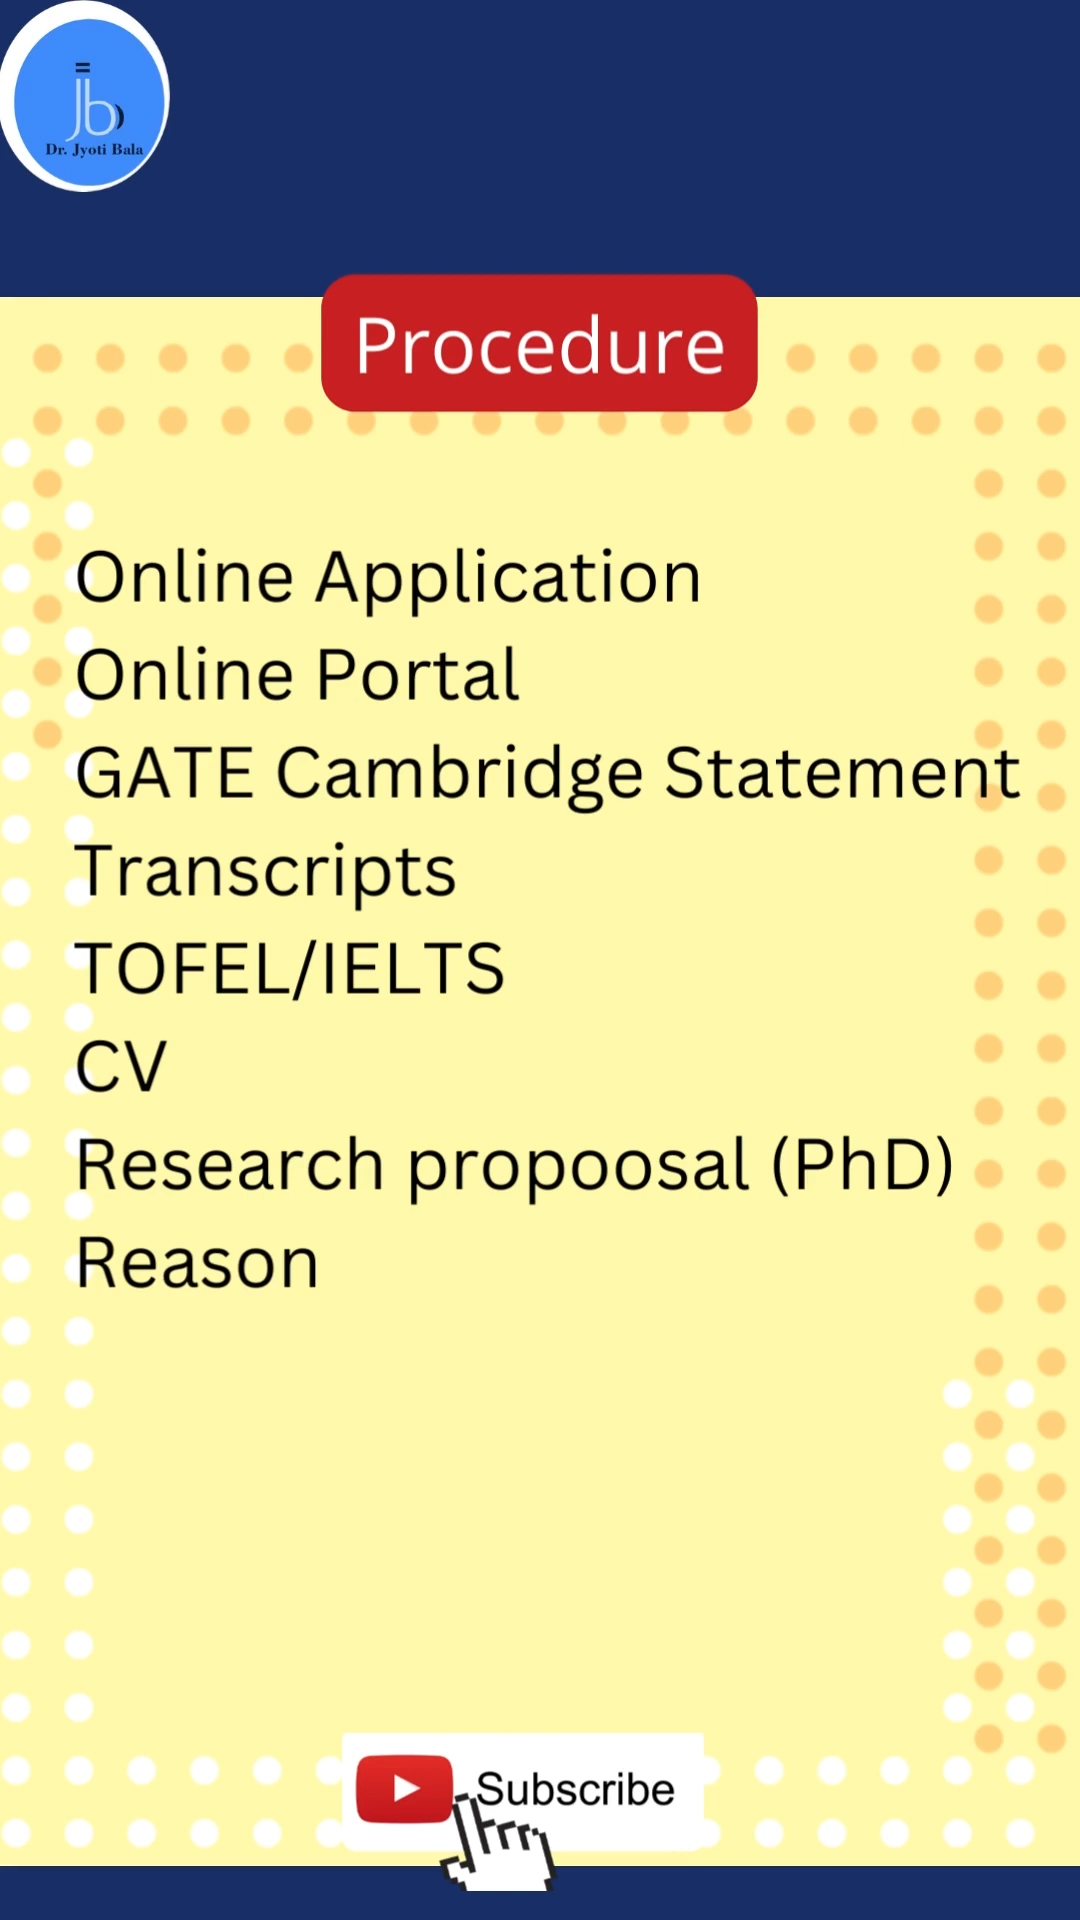 Dr. Jyoti Bala
Procedure
Online Application
Online Portal
GATE Cambridge Statement
Transcripts
TOFEL/IELTS
CV
Research propoosal (PhD)
Reason
Subscribe